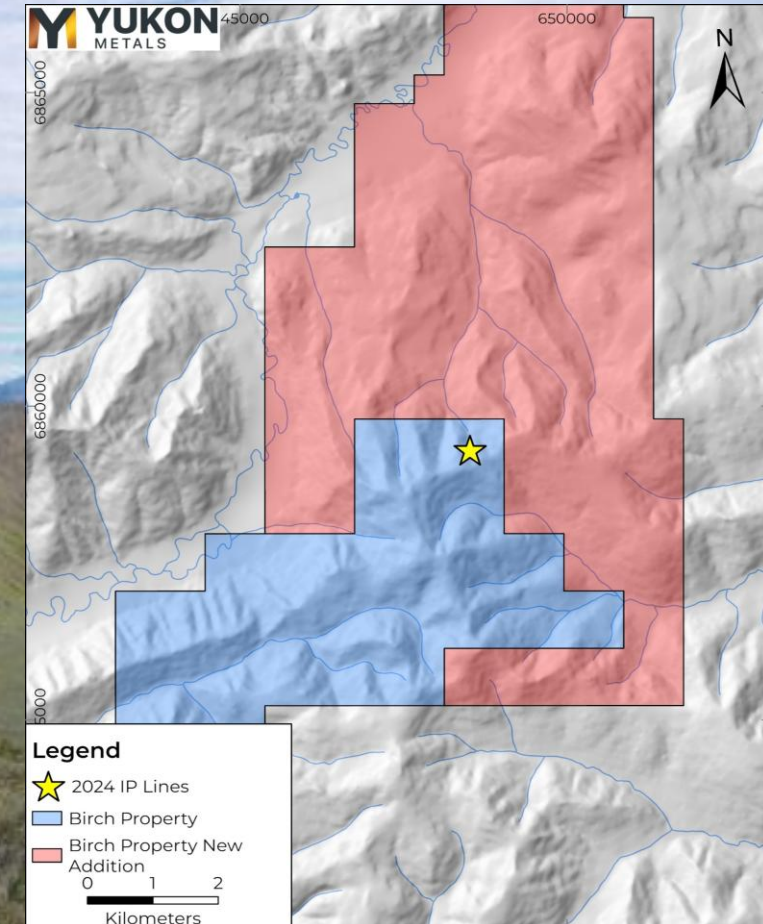 YUKON
METALS
45000
650000
N
6865000
6860000
5000
Legend
2024 IP Lines
Birch Property
Birch Property New
Addition
0 1 2
Kilometers